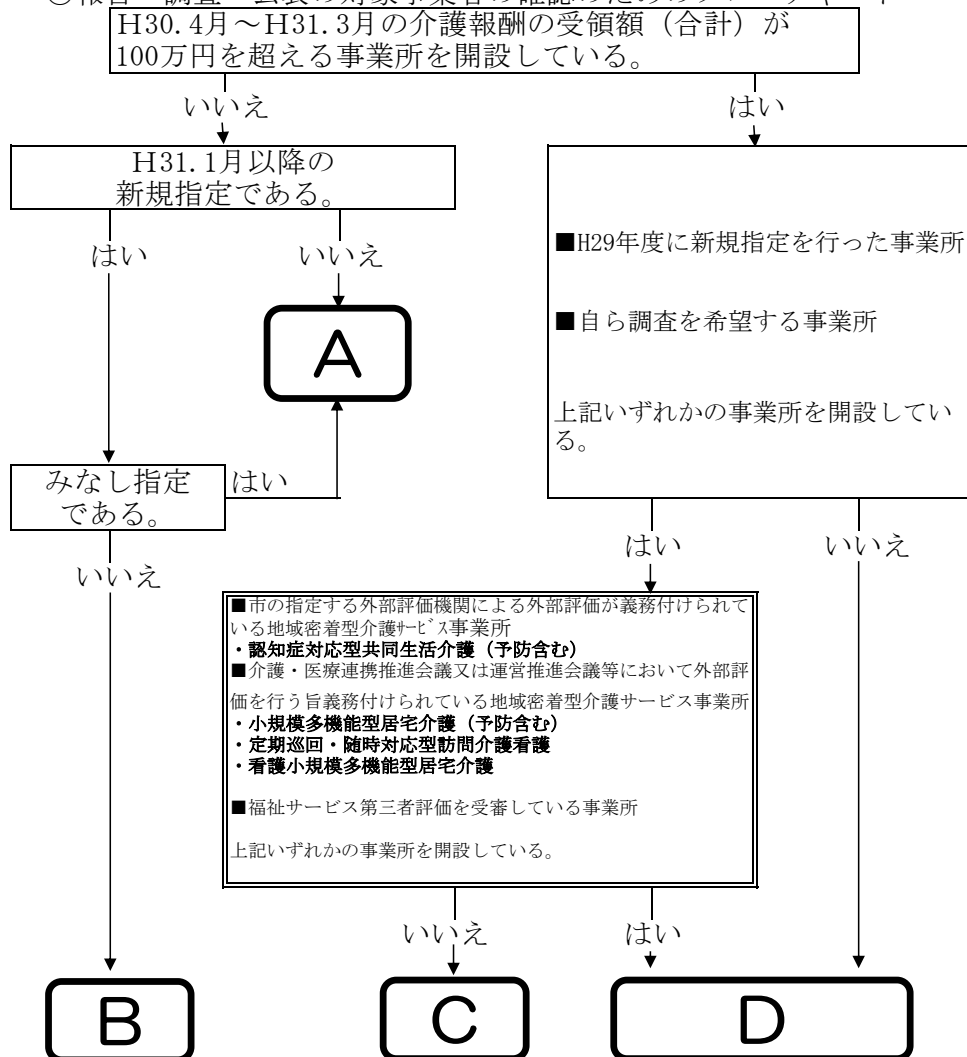 H30.4月～H31.3月の介護報酬の受領額（合計）が
100万円を超える事業所を開設している。
いいえ
はい
H31.1月以降の
新規指定である。
はい
いいえ
■H29年度に新規指定を行った事業所
■自ら調査を希望する事業所
上記いずれかの事業所を開設してい
る。
A
みなし指定
である。
はい
いいえ
はい
いいえ
■市の指定する外部評価機関による外部評価が義務付けられて
いる地域密着型介護ｻｰﾋﾞｽ事業所
・認知症対応型共同生活介護（予防含む）
■介護・医療連携推進会議又は運営推進会議等において外部評
価を行う旨義務付けられている地域密着型介護サービス事業所
・小規模多機能型居宅介護（予防含む）
・定期巡回・随時対応型訪問介護看護
・看護小規模多機能型居宅介護
■福祉サービス第三者評価を受審している事業所
上記いずれかの事業所を開設している。
いいえ
はい
B
C
D